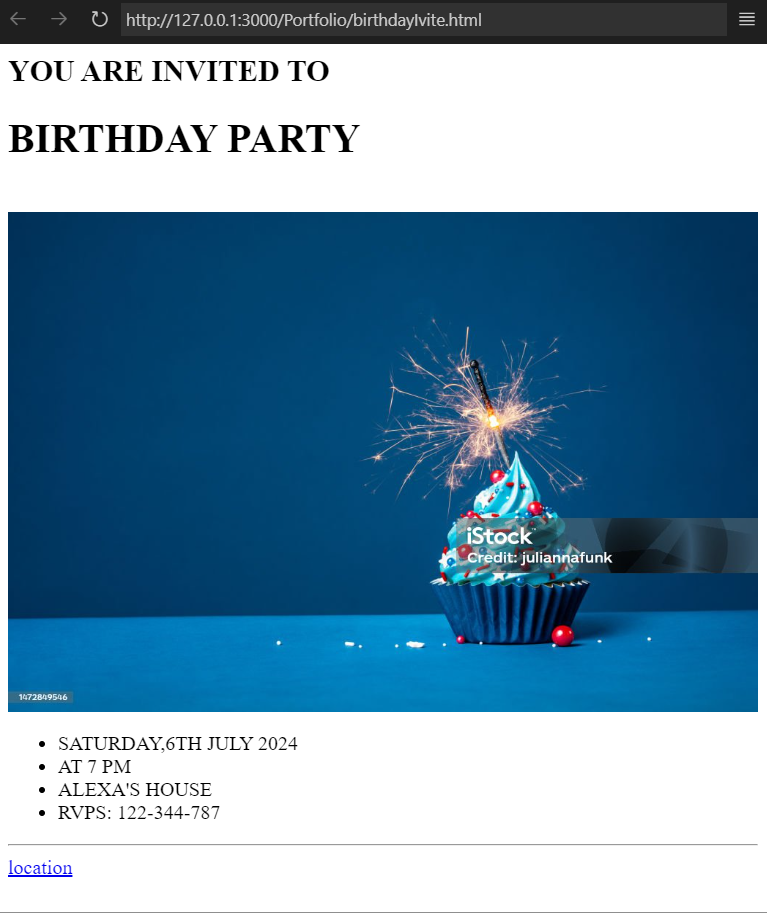 http://127.0.0.1:3000/Portfolio/birthdayIvite.html
YOU ARE INVITED TO
BIRTHDAY PARTY
iStock™
Credit: juliannafunk
1472849546
SATURDAY,6TH JULY 2024
AT 7 PM
ALEXA'S HOUSE
RVPS: 122-344-787
location